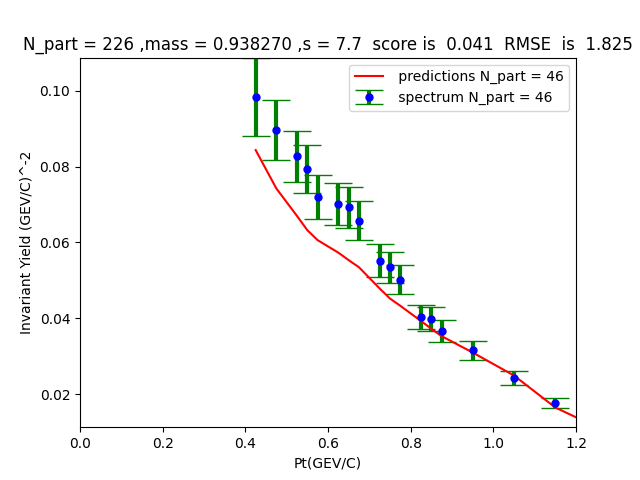 N_part = 226 ,mass = 0.938270 ,s = 7.7  score is  0.041  RMSE  is  1.825
predictions N_part = 46
spectrum N_part = 46
0.10
0.08
0.06
0.04
0.02
Invariant Yield (GEV/C)^-2
0.0 0.2 0.4 0.6 0.8 1.0 1.2
Pt(GEV/C)